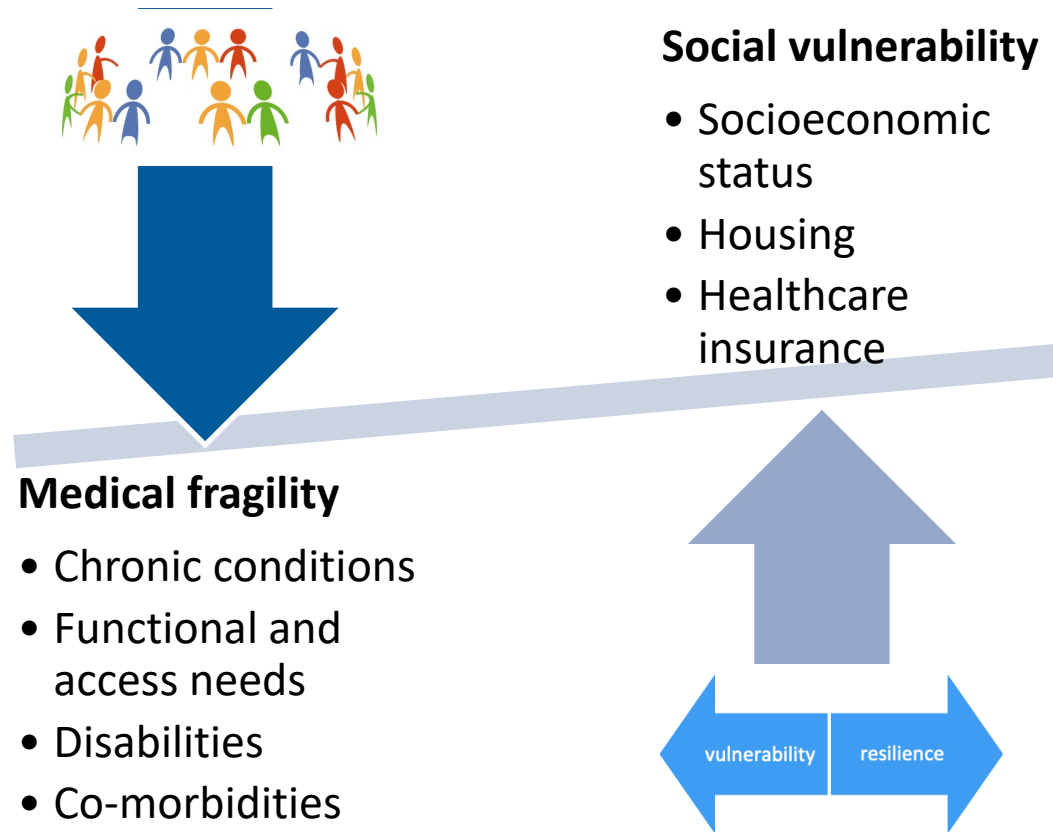 Social vulnerability
• Socioeconomic
status
• Housing
• Healthcare
insurance
Medical fragility
• Chronic conditions
• Functional and
access needs
• Disabilities
• Co-morbidities
vulnerability
resilience